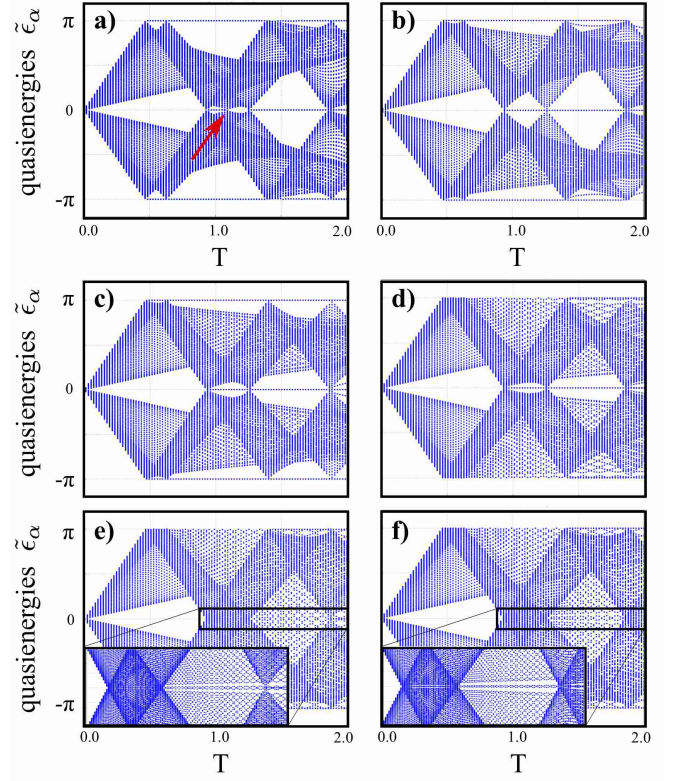 quasienergies ε̃α
π
0
-π
a)
b)
0.0
1.0
2.0
T
0.0
1.0
2.0
T
quasienergies ε̃α
π
0
-π
c)
d)
quasienergies ε̃α
π
0
-π
e)
f)
0.0
1.0
2.0
T
0.0
1.0
2.0
T